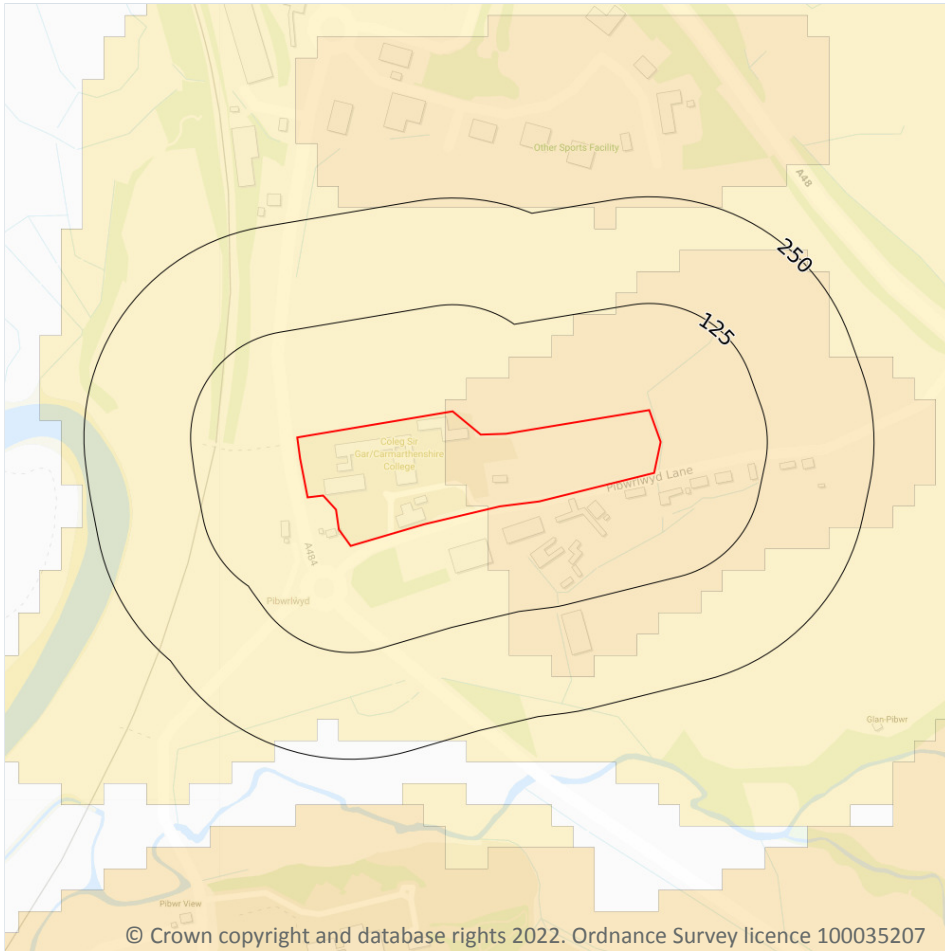 Other Sports Facility
A48
250
125
Coleg Sir
Gar/Carmarthenshire
College
Pibwrlwyd Lane
A484
Pibwrlwyd
Glan-Pibwr
Pibwr View
© Crown copyright and database rights 2022. Ordnance Survey licence 100035207